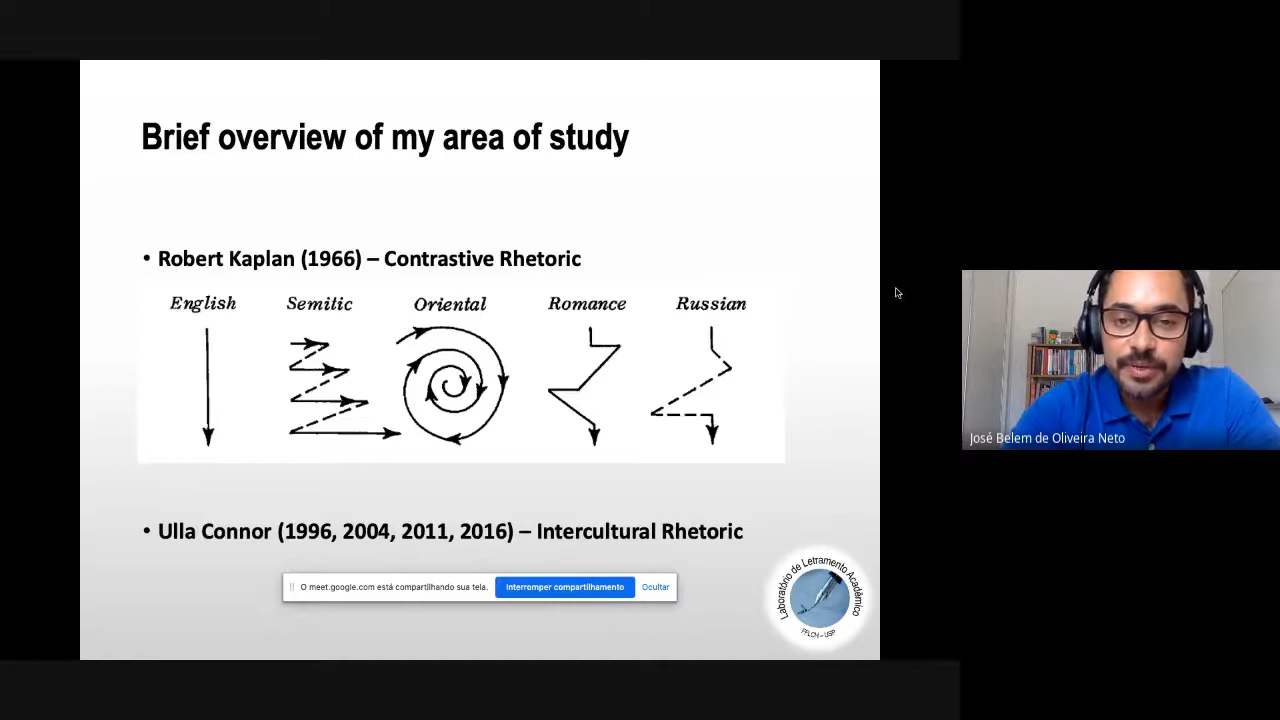 Brief overview of my area of study
• Robert Kaplan (1966) – Contrastive Rhetoric
English Semitic Oriental Romance Russian
• Ulla Connor (1996, 2004, 2011, 2016) – Intercultural Rhetoric
O meet.google.com está compartilhando sua tela. Interromper compartilhamento Ocultar
Laboratório de Letramento Acadêmico
FFLCH - USP
José Belem de Oliveira Neto